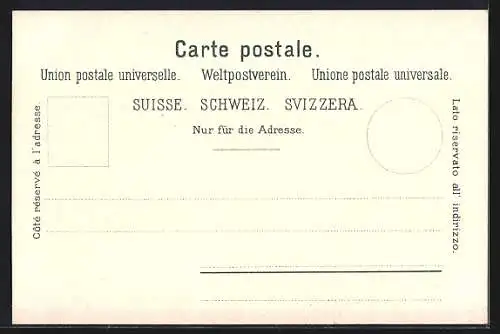 Carte postale.
Union postale universelle. Weltpostverein. Unione postale universale.
SUISSE. SCHWEIZ. SVIZZERA.
Nur für die Adresse.
Côté réservé à l'adresse.
Lato riservato all' indirizzo.